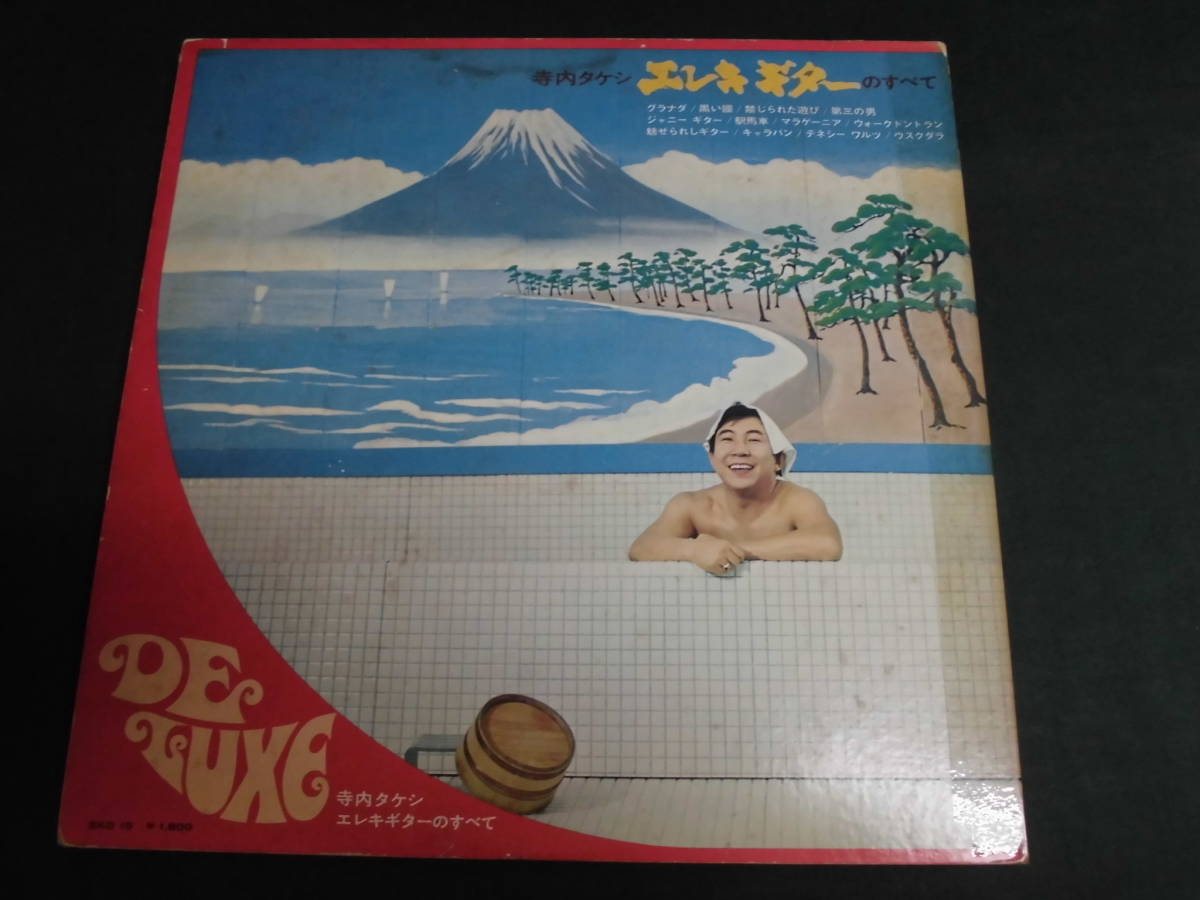 寺内タケシ エレキギターのすべて
グラナダ/黒い瞳/禁じられた遊び/第三の男
ジャニー ギター/駅馬車/マラゲーニア/ウォークドントラン
魅せられしギター/キャラバン/テネシー ワルツ/ウスクダラ
DE
LUXE
寺内タケシ
エレキギターのすべて
SKD 15 ¥1,800